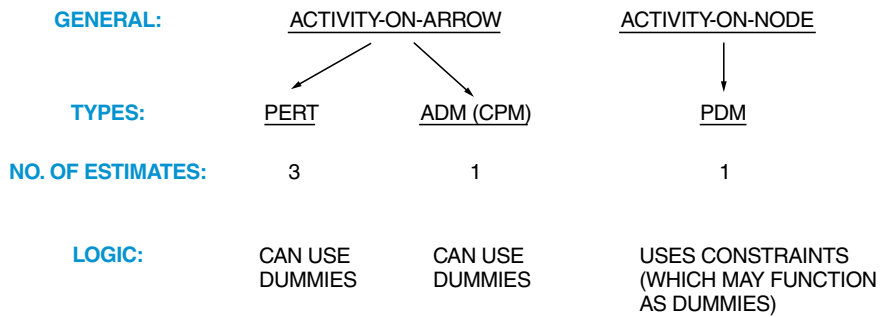 GENERAL: ACTIVITY-ON-ARROW ACTIVITY-ON-NODE
TYPES: PERT ADM (CPM) PDM
NO. OF ESTIMATES: 3 1 1
LOGIC: CAN USE CAN USE USES CONSTRAINTS
DUMMIES DUMMIES (WHICH MAY FUNCTION
AS DUMMIES)